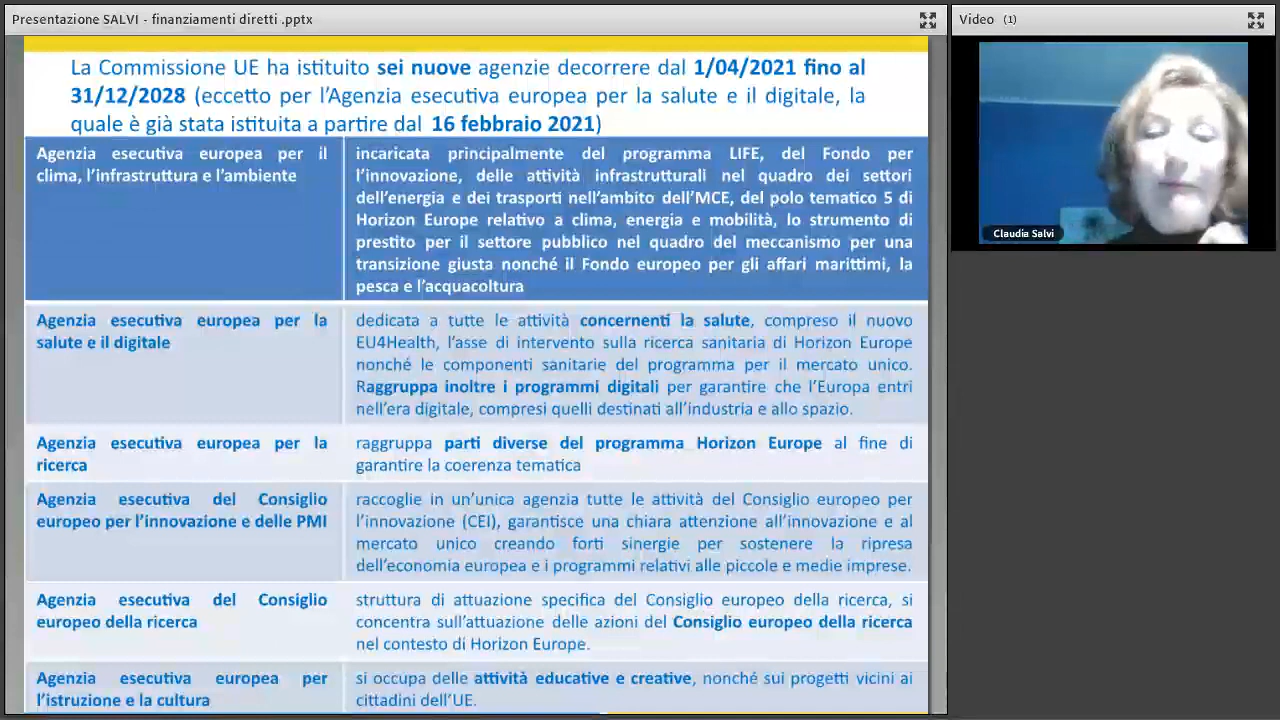 Presentazione SALVI - finanziamenti diretti .pptx
Video (1)
La Commissione UE ha istituito sei nuove agenzie decorrere dal 1/04/2021 fino al
31/12/2028 (eccetto per l'Agenzia esecutiva europea per la salute e il digitale, la
quale è già stata istituita a partire dal 16 febbraio 2021)
Agenzia esecutiva europea per il
clima, l'infrastruttura e l'ambiente
incaricata principalmente del programma LIFE, del Fondo per
l'innovazione, delle attività infrastrutturali nel quadro dei settori
dell'energia e dei trasporti nell'ambito dell'MCE, del polo tematico 5 di
Horizon Europe relativo a clima, energia e mobilità, lo strumento di
prestito per il settore pubblico nel quadro del meccanismo per una
transizione giusta nonché il Fondo europeo per gli affari marittimi, la
pesca e l'acquacoltura
Agenzia esecutiva europea per la
salute e il digitale
dedicata a tutte le attività concernenti la salute, compreso il nuovo
EU4Health, l'asse di intervento sulla ricerca sanitaria di Horizon Europe
nonché le componenti sanitarie del programma per il mercato unico.
Raggruppa inoltre i programmi digitali per garantire che l'Europa entri
nell'era digitale, compresi quelli destinati all'industria e allo spazio.
Agenzia esecutiva europea per la
ricerca
raggruppa parti diverse del programma Horizon Europe al fine di
garantire la coerenza tematica
Agenzia esecutiva del Consiglio
europeo per l'innovazione e delle PMI
raccoglie in un'unica agenzia tutte le attività del Consiglio europeo per
l'innovazione (CEI), garantisce una chiara attenzione all'innovazione e al
mercato unico creando forti sinergie per sostenere la ripresa
dell'economia europea e i programmi relativi alle piccole e medie imprese.
Agenzia esecutiva del Consiglio
europeo della ricerca
struttura di attuazione specifica del Consiglio europeo della ricerca, si
concentra sull'attuazione delle azioni del Consiglio europeo della ricerca
nel contesto di Horizon Europe.
Agenzia esecutiva europea per
l'istruzione e la cultura
si occupa delle attività educative e creative, nonché sui progetti vicini ai
cittadini dell'UE.
Claudia Salvi